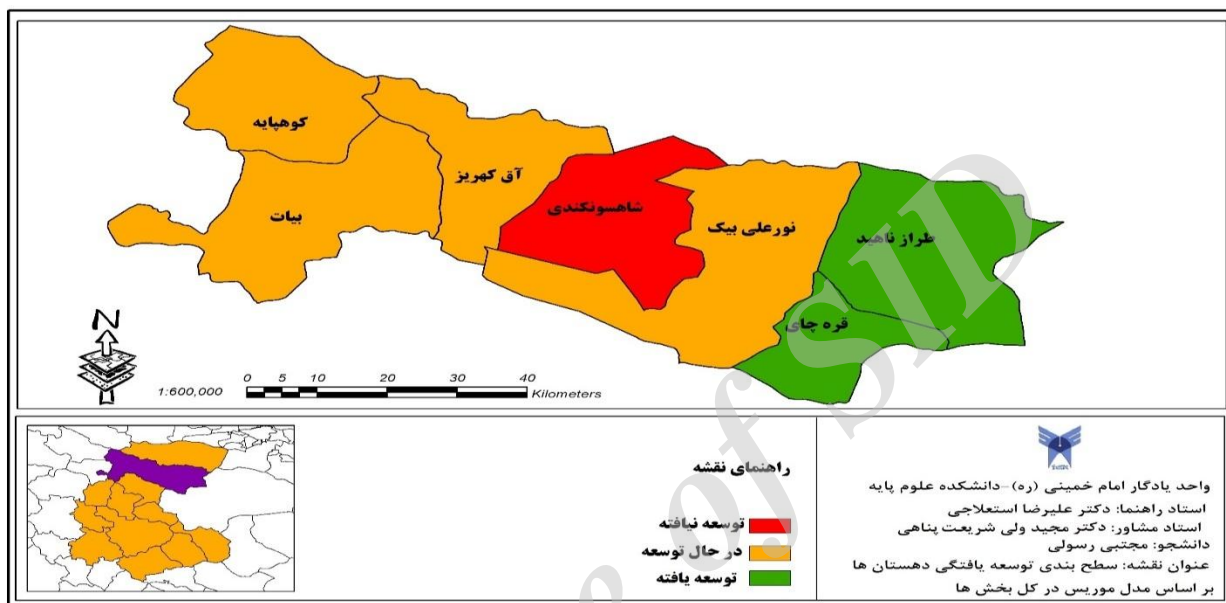 کوهپایه
آق کهریز
بیات
شاهسونکندی
نورعلی بیک
طراز ناهید
قره چای
N
1:600,000
0 5 10 20 30 40
Kilometers
راهنمای نقشه
توسعه نیافته
در حال توسعه
توسعه یافته
واحد یادگار امام خمینی (ره)-دانشکده علوم پایه
استاد راهنما: دکتر علیرضا استعلاجی
استاد مشاور: دکتر مجید ولی شریعت پناهی
دانشجو: مجتبی رسولی
عنوان نقشه: سطح بندی توسعه یافتگی دهستان ها
بر اساس مدل موریس در کل بخش ها
e of SID